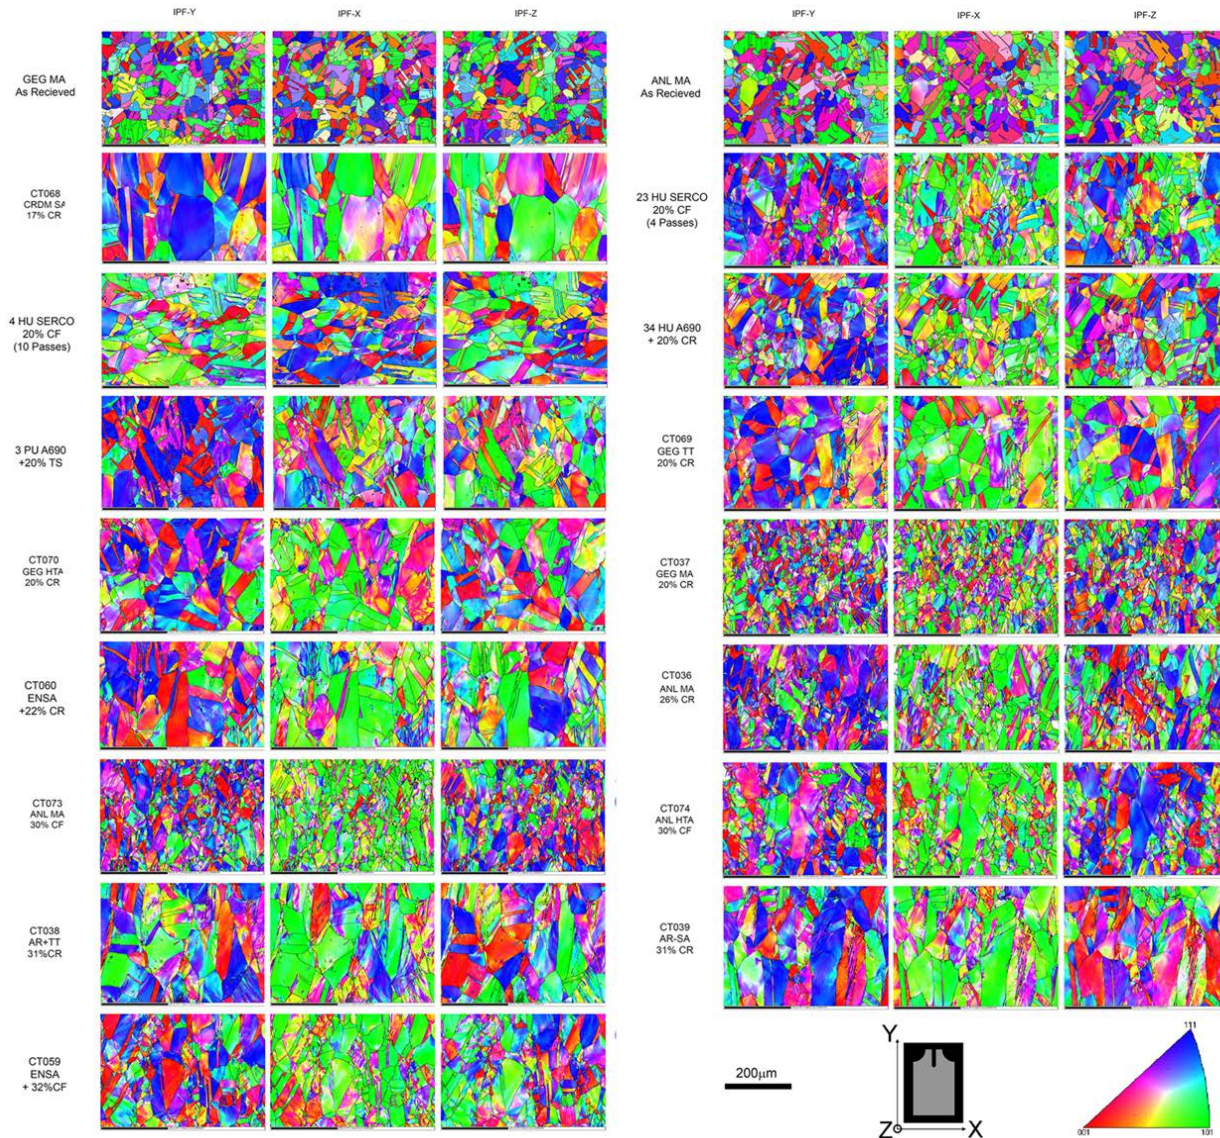 IPF-Y IPF-X IPF-Z
GEG MA
As Recieved
CT068
CRDM SA
17% CR
4 HU SERCO
20% CF
(10 Passes)
3 PU A690
+20% TS
CT070
GEG HTA
20% CR
CT060
ENSA
+22% CR
CT073
ANL MA
30% CF
CT038
AR+TT
31%CR
CT059
ENSA
+ 32%CF
IPF-Y IPF-X IPF-Z
ANL MA
As Recieved
23 HU SERCO
20% CF
(4 Passes)
34 HU A690
+ 20% CR
CT069
GEG TT
20% CR
CT037
GEG MA
20% CR
CT036
ANL MA
26% CR
CT074
ANL HTA
30% CF
CT039
AR-SA
31% CR
200μm
Y
Z X
111
001 101